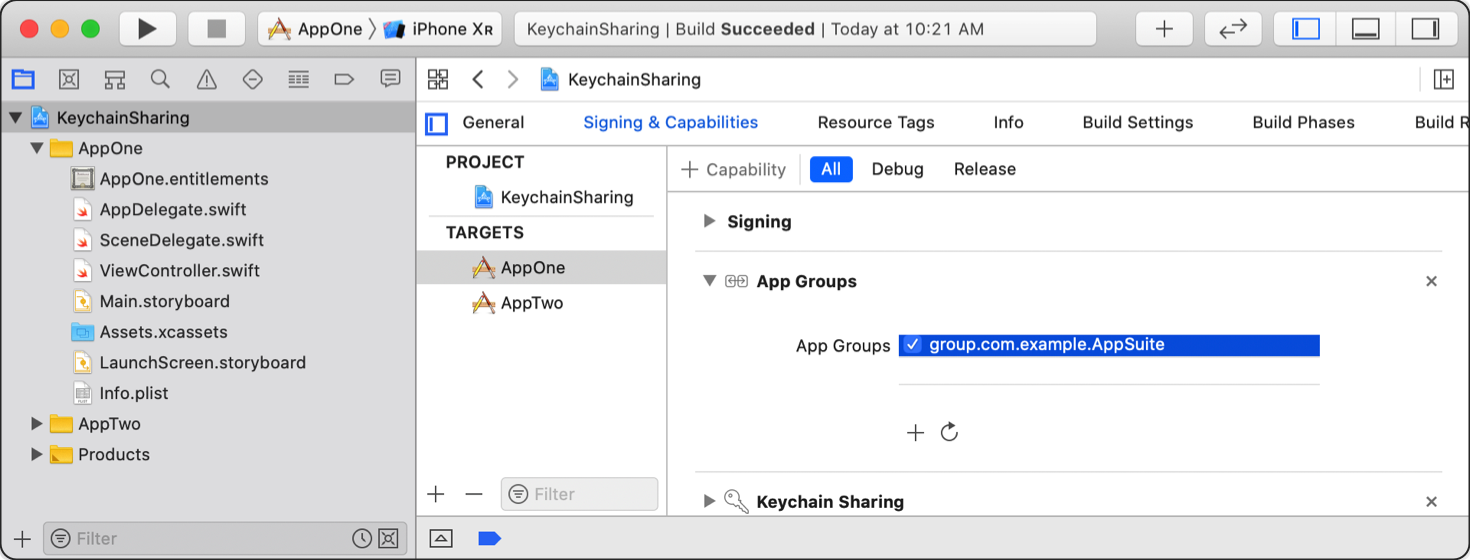 AppOne iPhone XR KeychainSharing | Build Succeeded | Today at 10:21 AM
KeychainSharing
General Signing & Capabilities Resource Tags Info Build Settings Build Phases Build R
KeychainSharing
AppOne
AppOne.entitlements
AppDelegate.swift
SceneDelegate.swift
ViewController.swift
Main.storyboard
Assets.xcassets
LaunchScreen.storyboard
Info.plist
AppTwo
Products
Filter
PROJECT
KeychainSharing
TARGETS
AppOne
AppTwo
Filter
Capability All Debug Release
Signing
App Groups
App Groups group.com.example.AppSuite
Keychain Sharing